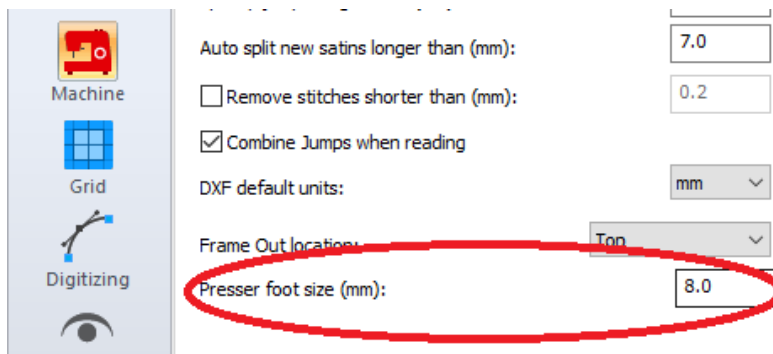 Machine
Grid
Digitizing
Auto split new satins longer than (mm): 7.0
Remove stitches shorter than (mm): 0.2
Combine Jumps when reading
DXF default units: mm
Frame Out location: Top
Presser foot size (mm): 8.0